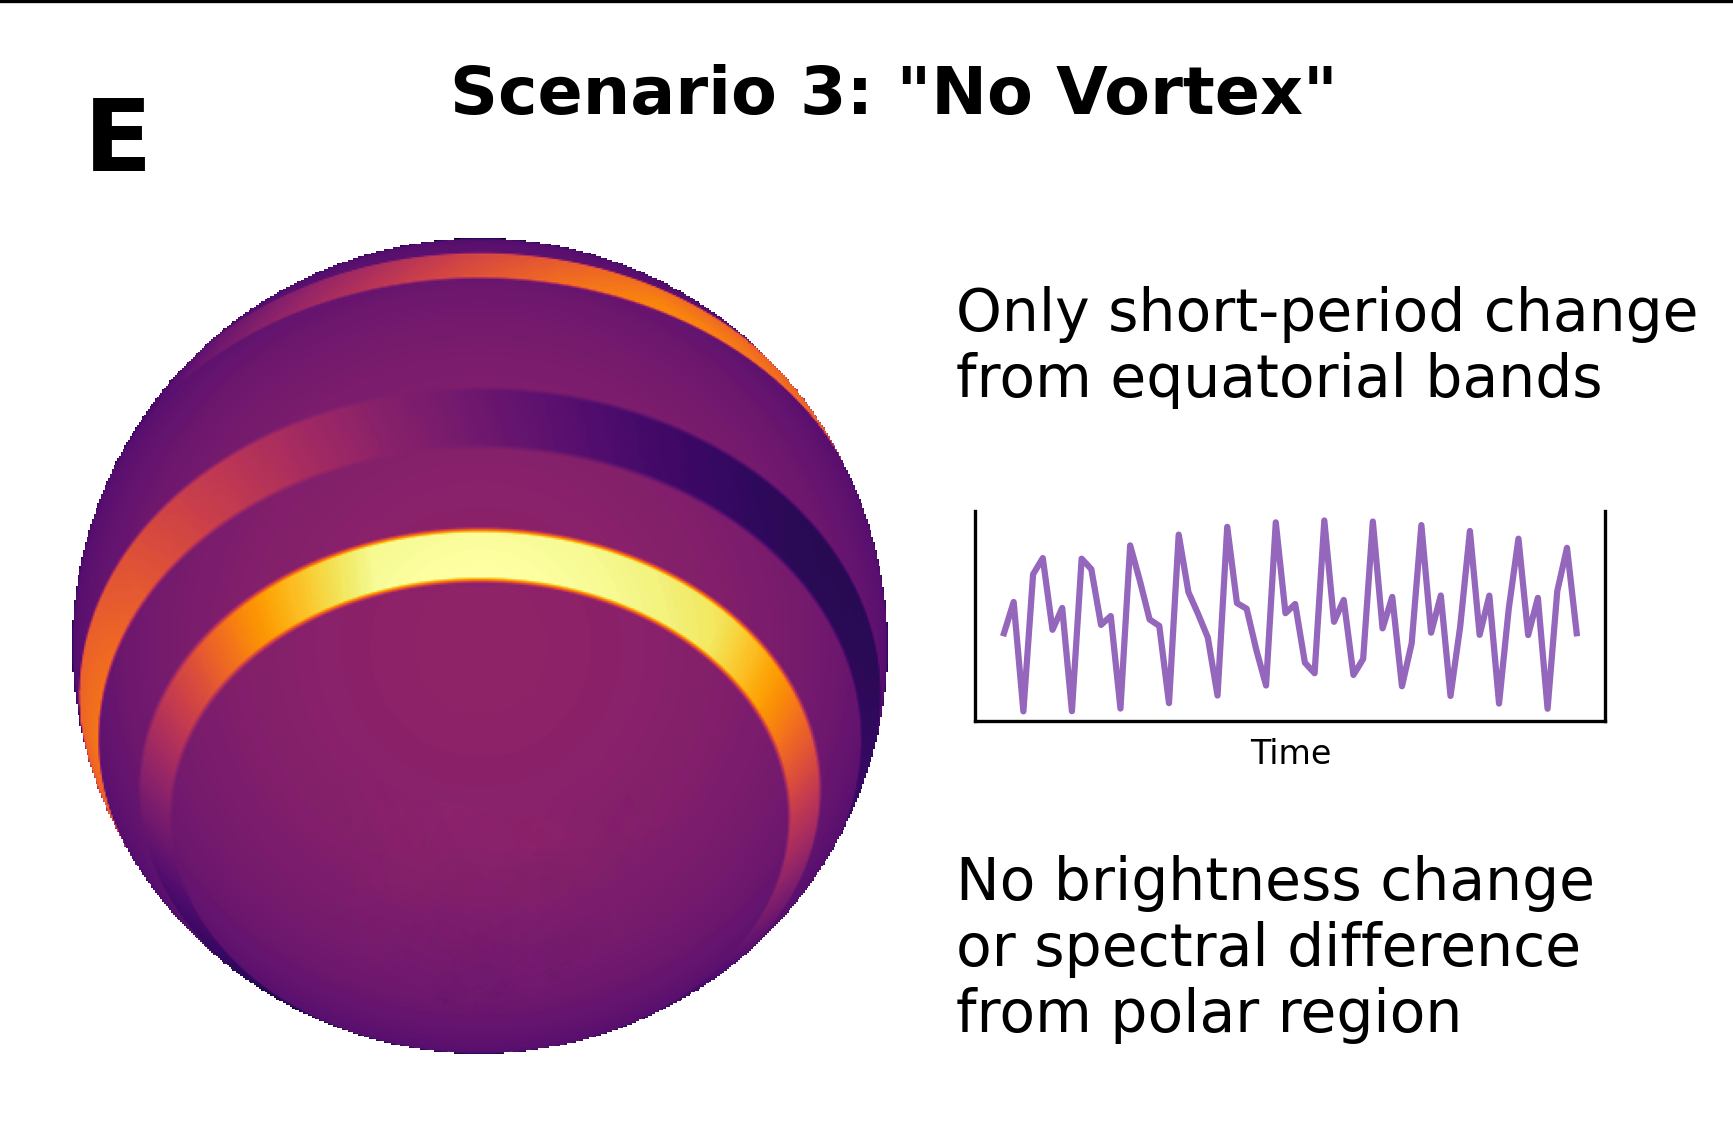 Scenario 3: "No Vortex"
E
Only short-period change
from equatorial bands
Time
No brightness change
or spectral difference
from polar region